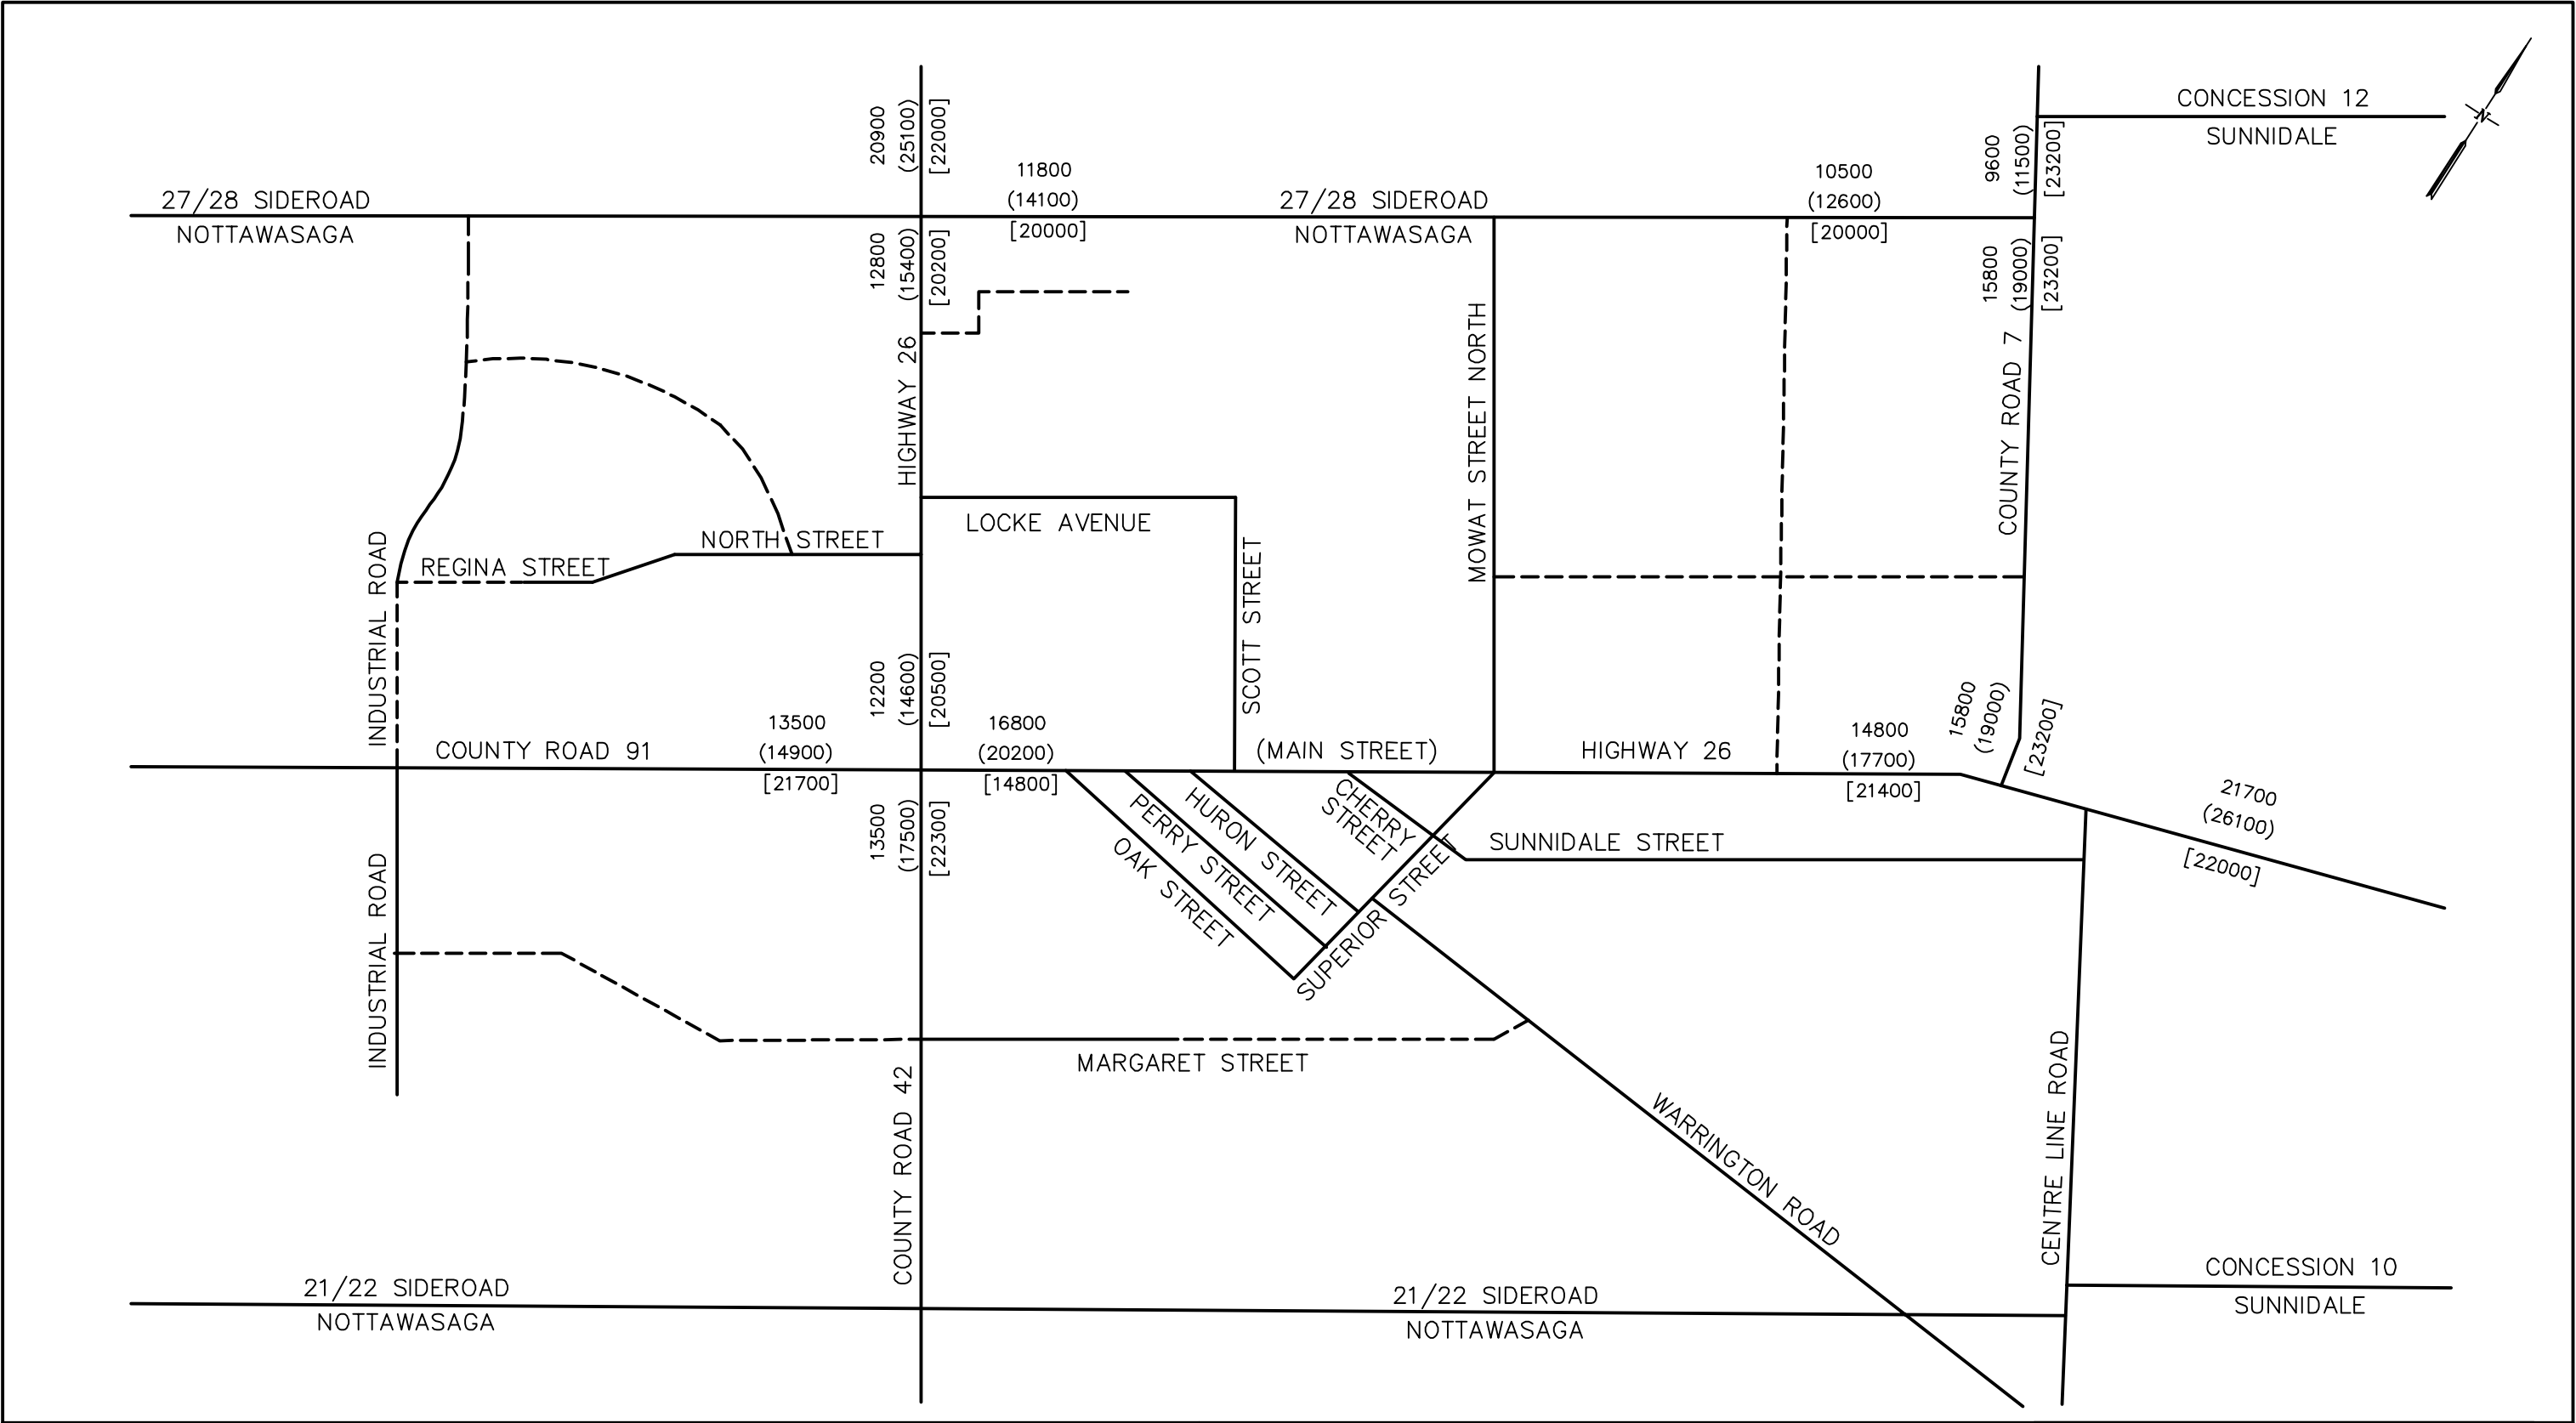 CONCESSION 12
SUNNIDALE
N
20900
(25100)
[22000]
9600
(11500)
[23200]
11800
(14100)
[20000]
10500
(12600)
[20000]
27/28 SIDEROAD
NOTTAWASAGA
27/28 SIDEROAD
NOTTAWASAGA
12800
(15400)
[20200]
15800
(19000)
[23200]
HIGHWAY 26
MOWAT STREET NORTH
COUNTY ROAD 7
LOCKE AVENUE
NORTH STREET
REGINA STREET
INDUSTRIAL ROAD
SCOTT STREET
12200
(14600)
[20500]
15800
(19000)
[23200]
COUNTY ROAD 91
13500
(14900)
[21700]
16800
(20200)
[14800]
(MAIN STREET)
HIGHWAY 26
14800
(17700)
[21400]
21700
(26100)
[22000]
13500
(17500)
[22300]
CHERRY
STREET
HURON STREET
PERRY STREET
OAK STREET
SUPERIOR STREET
SUNNIDALE STREET
INDUSTRIAL ROAD
MARGARET STREET
COUNTY ROAD 42
WARRINGTON ROAD
CENTRE LINE ROAD
21/22 SIDEROAD
NOTTAWASAGA
21/22 SIDEROAD
NOTTAWASAGA
CONCESSION 10
SUNNIDALE